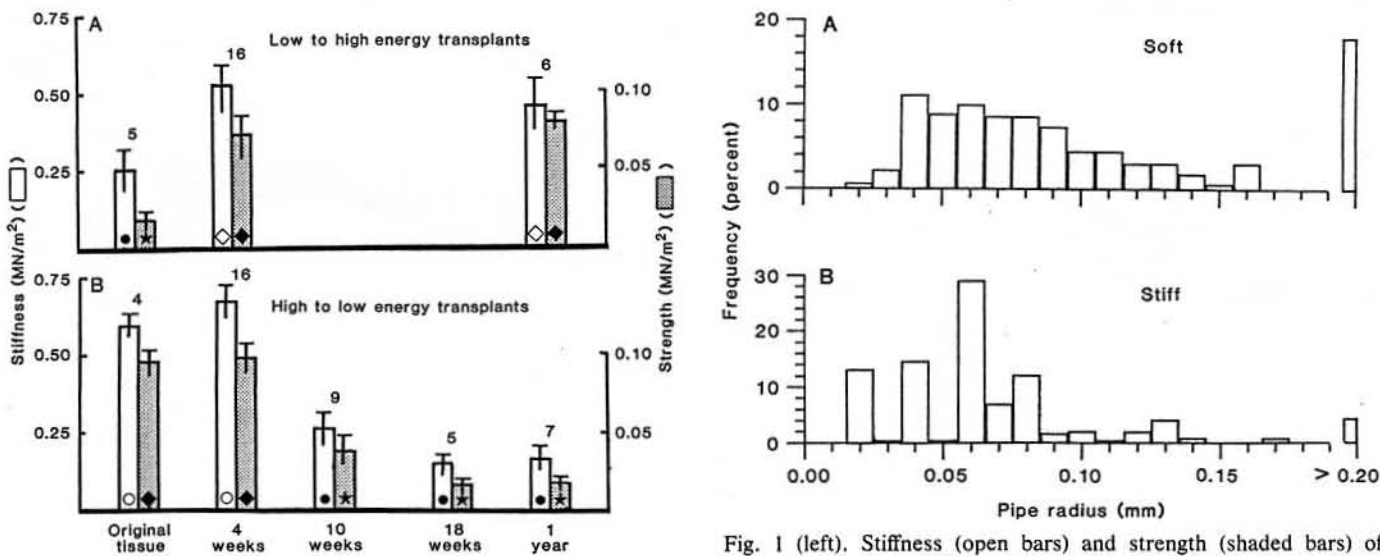 A
Low to high energy transplants
0.75
0.50
0.25
5
16
6
0.10
0.05
Stiffness (MN/m²) ( )
Strength (MN/m²) ( )
B
High to low energy transplants
0.75
0.50
0.25
4
16
9
5
7
0.10
0.05
Original tissue
4 weeks
10 weeks
18 weeks
1 year
A
Soft
20
10
0
Frequency (percent)
B
Stiff
30
20
10
0
0.00
0.05
0.10
0.15
> 0.20
Pipe radius (mm)
Fig. 1 (left). Stiffness (open bars) and strength (shaded bars) of